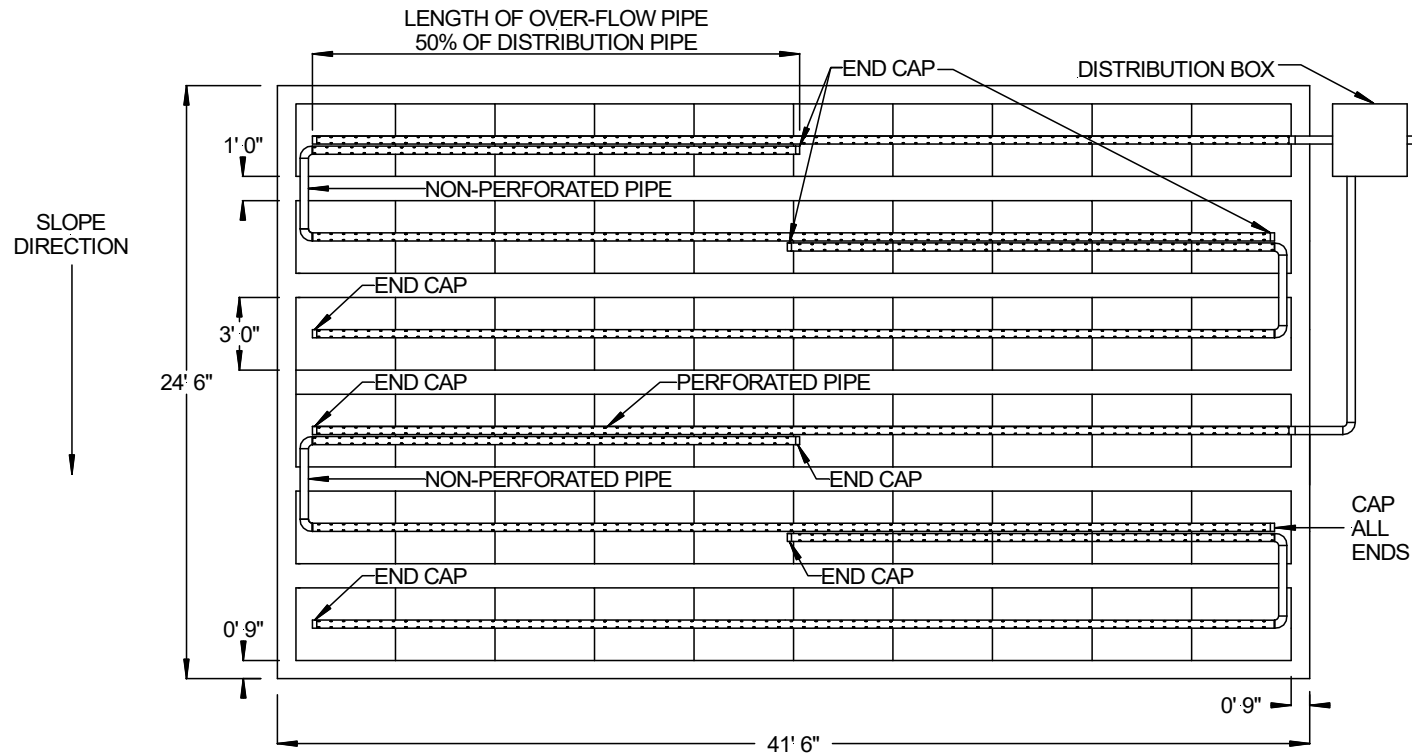 LENGTH OF OVER-FLOW PIPE
50% OF DISTRIBUTION PIPE
END CAP
DISTRIBUTION BOX
1' 0"
NON-PERFORATED PIPE
SLOPE
DIRECTION
END CAP
3' 0"
24' 6"
END CAP
PERFORATED PIPE
NON-PERFORATED PIPE
END CAP
CAP
ALL
ENDS
END CAP
END CAP
0' 9"
0' 9"
41' 6"